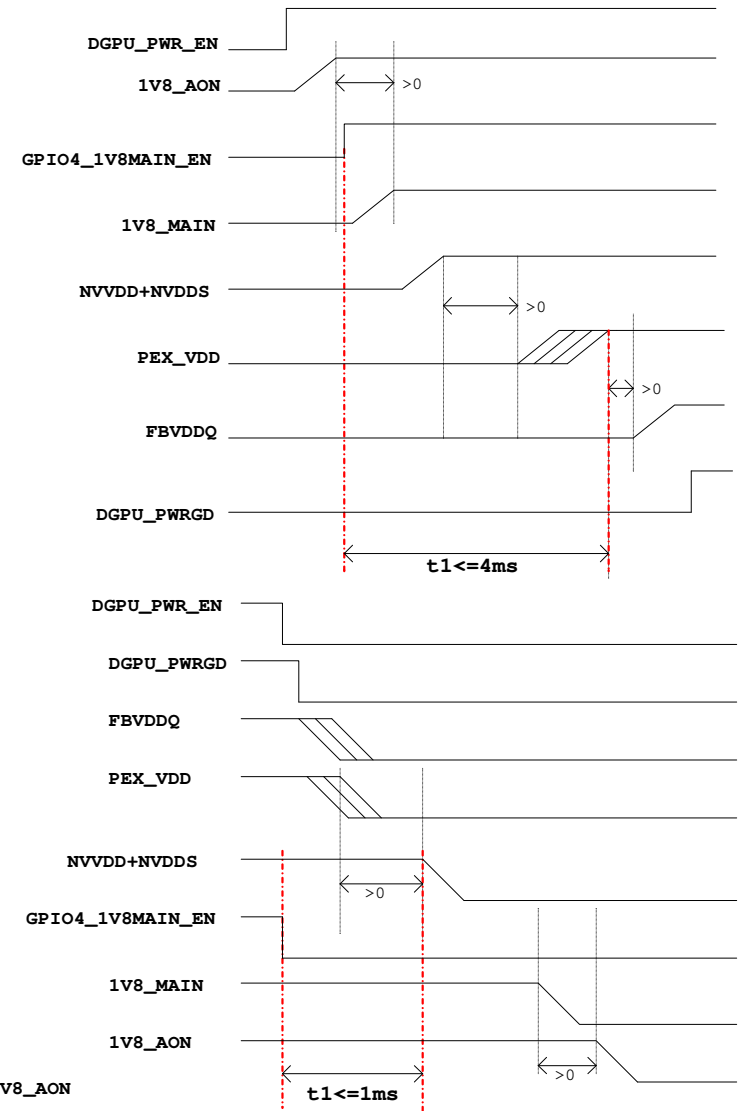 DGPU_PWR_EN
1V8_AON
>0
GPIO4_1V8MAIN_EN
1V8_MAIN
NVVDD+NVDDS
>0
PEX_VDD
>0
FBVDDQ
DGPU_PWRGD
t1<=4ms
DGPU_PWR_EN
DGPU_PWRGD
FBVDDQ
PEX_VDD
NVVDD+NVDDS
>0
GPIO4_1V8MAIN_EN
1V8_MAIN
1V8_AON
>0
V8_AON
t1<=1ms